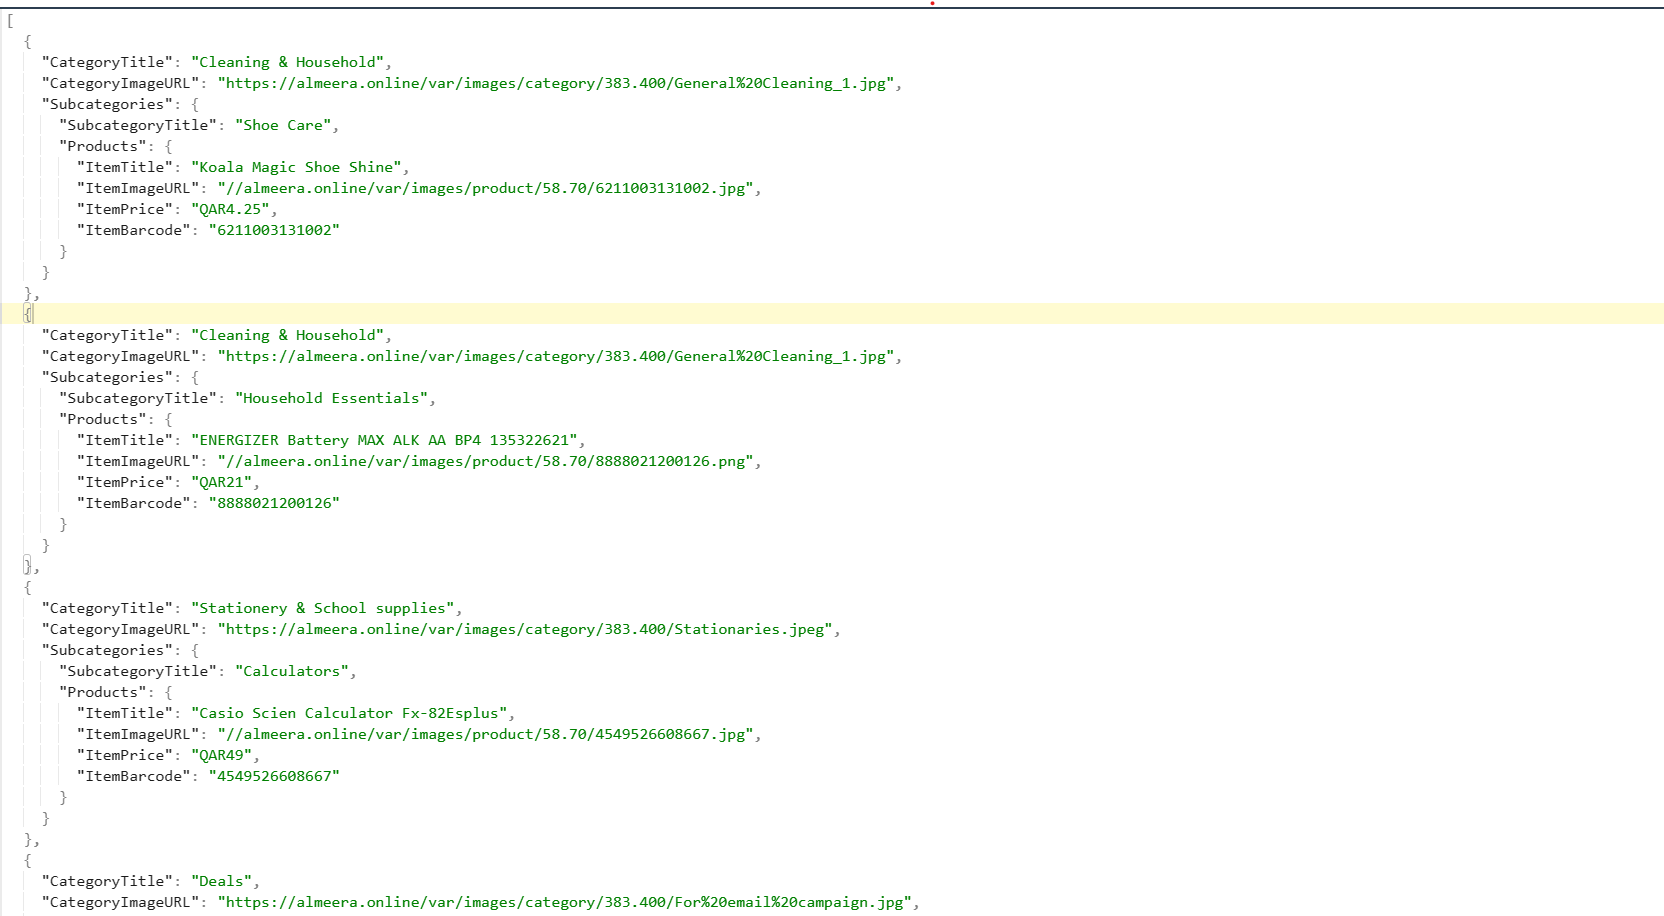 [
  {
    "CategoryTitle": "Cleaning & Household",
    "CategoryImageURL": "https://almeera.online/var/images/category/383.400/General%20Cleaning_1.jpg",
    "Subcategories": {
      "SubcategoryTitle": "Shoe Care",
      "Products": {
        "ItemTitle": "Koala Magic Shoe Shine",
        "ItemImageURL": "//almeera.online/var/images/product/58.70/6211003131002.jpg",
        "ItemPrice": "QAR4.25",
        "ItemBarcode": "6211003131002"
      }
    }
  },
  {
    "CategoryTitle": "Cleaning & Household",
    "CategoryImageURL": "https://almeera.online/var/images/category/383.400/General%20Cleaning_1.jpg",
    "Subcategories": {
      "SubcategoryTitle": "Household Essentials",
      "Products": {
        "ItemTitle": "ENERGIZER Battery MAX ALK AA BP4 135322621",
        "ItemImageURL": "//almeera.online/var/images/product/58.70/8888021200126.png",
        "ItemPrice": "QAR21",
        "ItemBarcode": "8888021200126"
      }
    }
  },
  {
    "CategoryTitle": "Stationery & School supplies",
    "CategoryImageURL": "https://almeera.online/var/images/category/383.400/Stationaries.jpeg",
    "Subcategories": {
      "SubcategoryTitle": "Calculators",
      "Products": {
        "ItemTitle": "Casio Scien Calculator Fx-82Esplus",
        "ItemImageURL": "//almeera.online/var/images/product/58.70/4549526608667.jpg",
        "ItemPrice": "QAR49",
        "ItemBarcode": "4549526608667"
      }
    }
  },
  {
    "CategoryTitle": "Deals",
    "CategoryImageURL": "https://almeera.online/var/images/category/383.400/For%20email%20campaign.jpg",